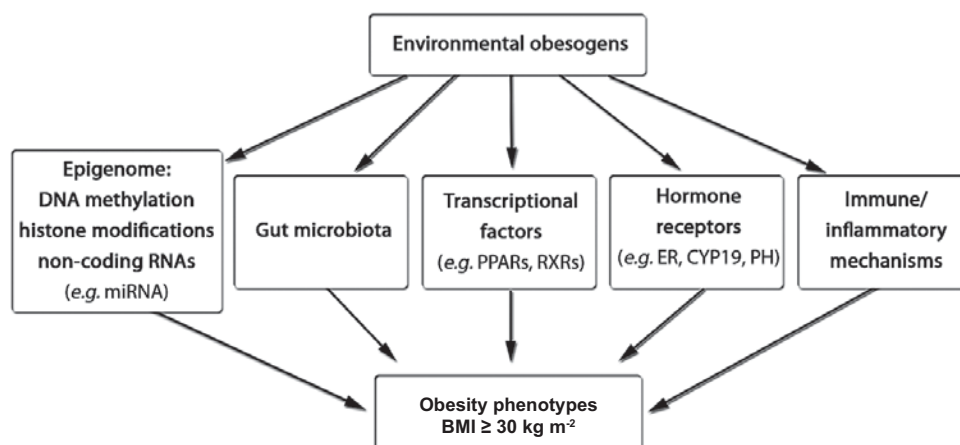 Environmental obesogens
Epigenome:
DNA methylation
histone modifications
non-coding RNAs
(e.g. miRNA)
Gut microbiota
Transcriptional
factors
(e.g. PPARs, RXRs)
Hormone
receptors
(e.g. ER, CYP19, PH)
Immune/
inflammatory
mechanisms
Obesity phenotypes
BMI ≥ 30 kg m⁻²